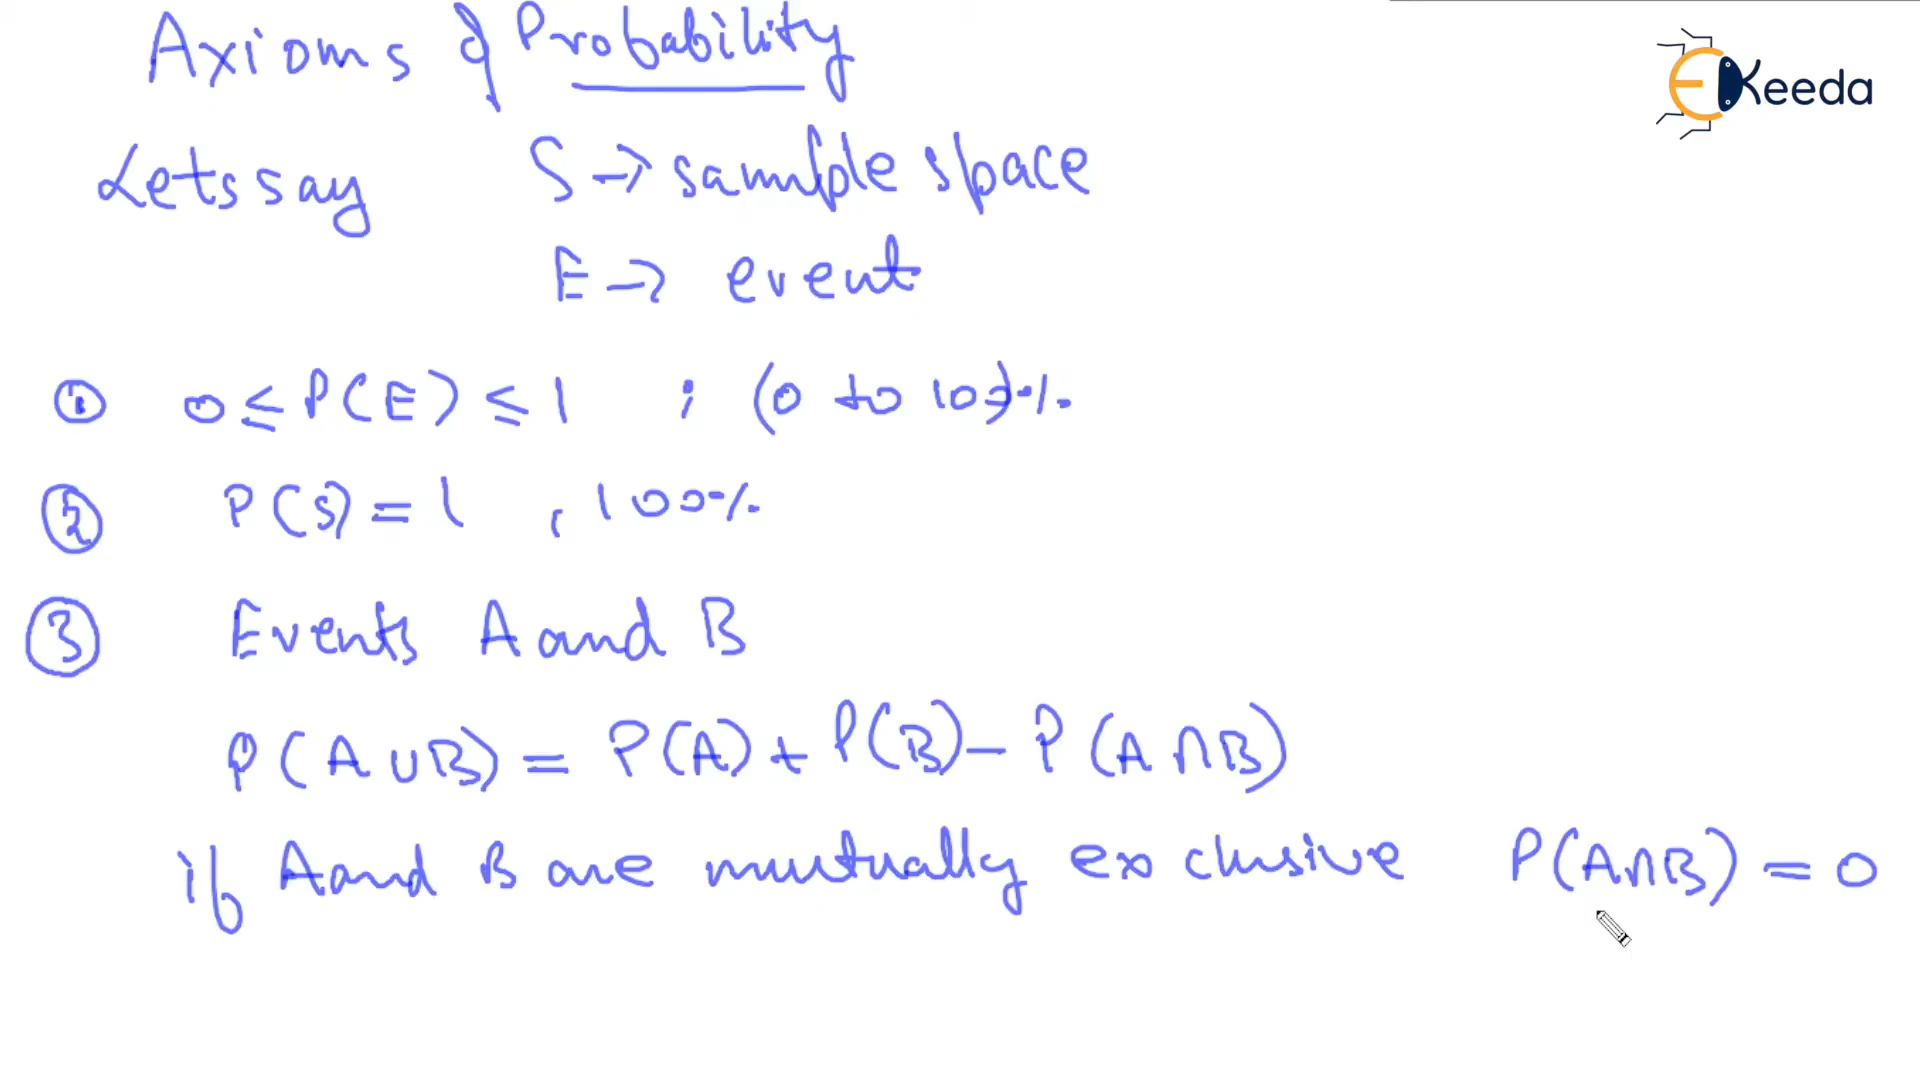 Axioms of Probability
EKeeda
Lets say S → sample space
E → event
① 0 ≤ P(E) ≤ 1 ; (0 to 100)%
② P(S) = 1 , 100%
③ Events A and B
P(A∪B) = P(A) + P(B) - P(A∩B)
if A and B are mutually exclusive P(A∩B) = 0